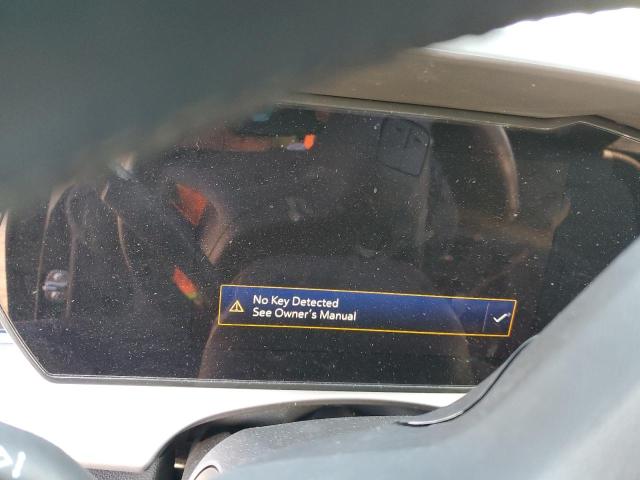 No Key Detected
See Owner's Manual